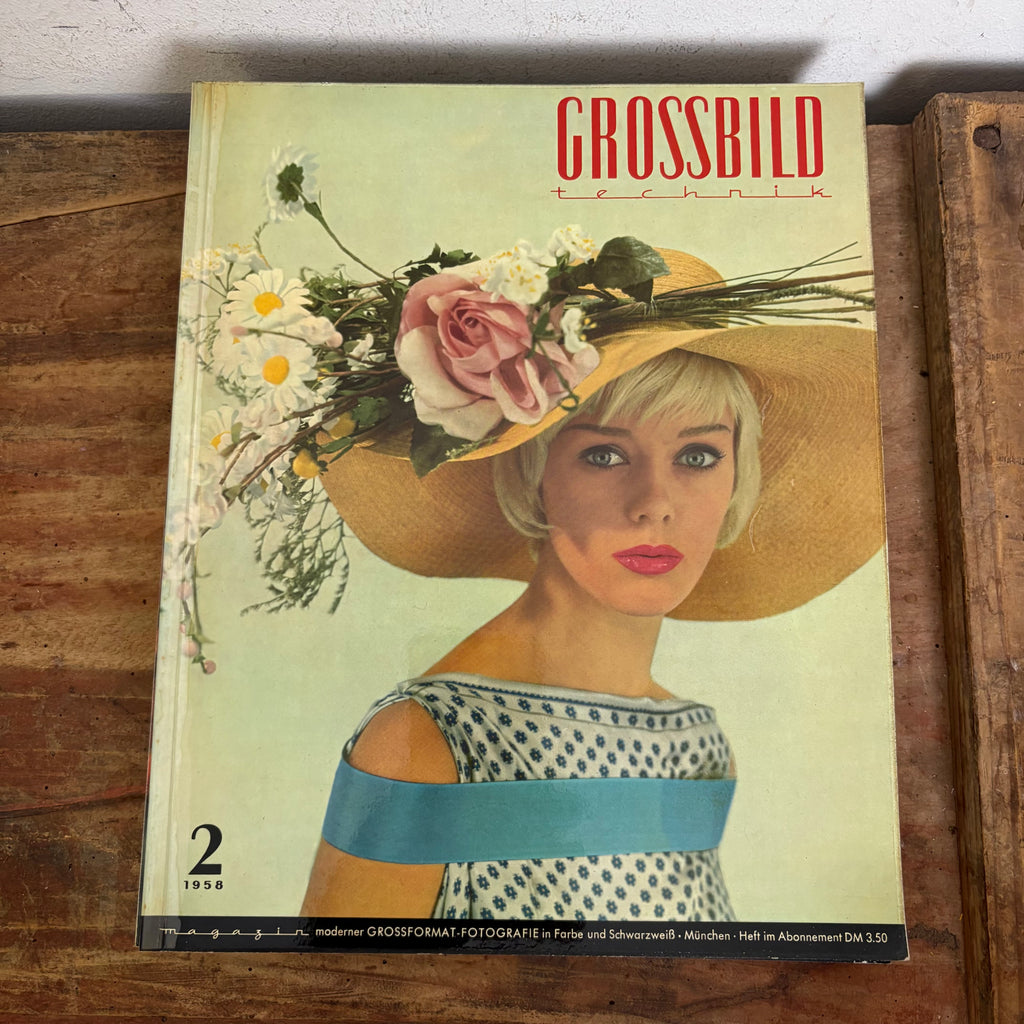 GROSSBILD
technik
2
1958
magazin moderner GROSSFORMAT-FOTOGRAFIE in Farbe und Schwarzweiß • München · Heft im Abonnement DM 3.50